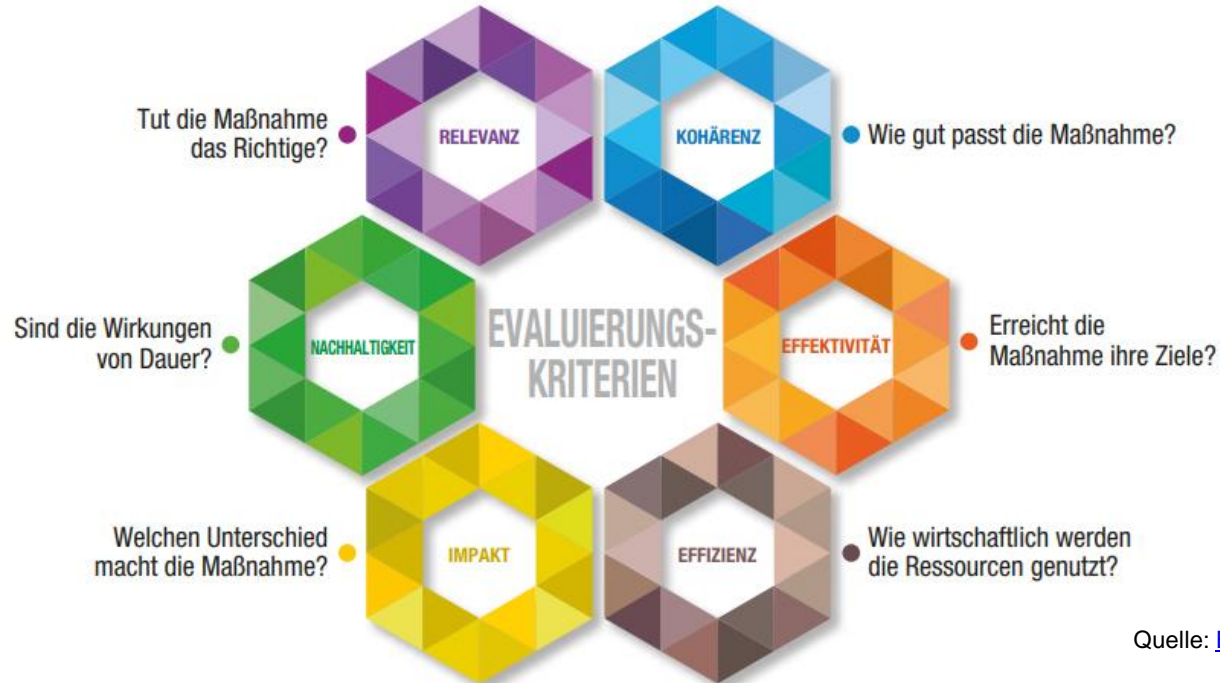 Tut die Maßnahme
das Richtige?
RELEVANZ
KOHÄRENZ
Wie gut passt die Maßnahme?
Sind die Wirkungen
von Dauer?
NACHHALTIGKEIT
EVALUIERUNGS-
KRITERIEN
EFFEKTIVITÄT
Erreicht die
Maßnahme ihre Ziele?
Welchen Unterschied
macht die Maßnahme?
IMPAKT
EFFIZIENZ
Wie wirtschaftlich werden
die Ressourcen genutzt?
Quelle: